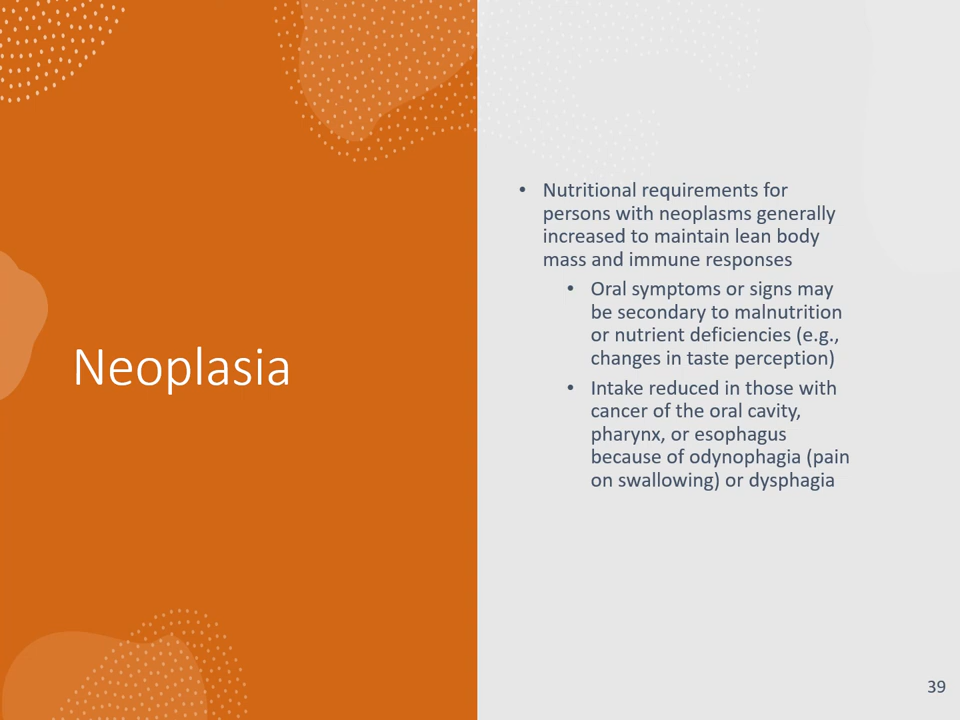 Neoplasia
• Nutritional requirements for
persons with neoplasms generally
increased to maintain lean body
mass and immune responses
• Oral symptoms or signs may
be secondary to malnutrition
or nutrient deficiencies (e.g.,
changes in taste perception)
• Intake reduced in those with
cancer of the oral cavity,
pharynx, or esophagus
because of odynophagia (pain
on swallowing) or dysphagia
39